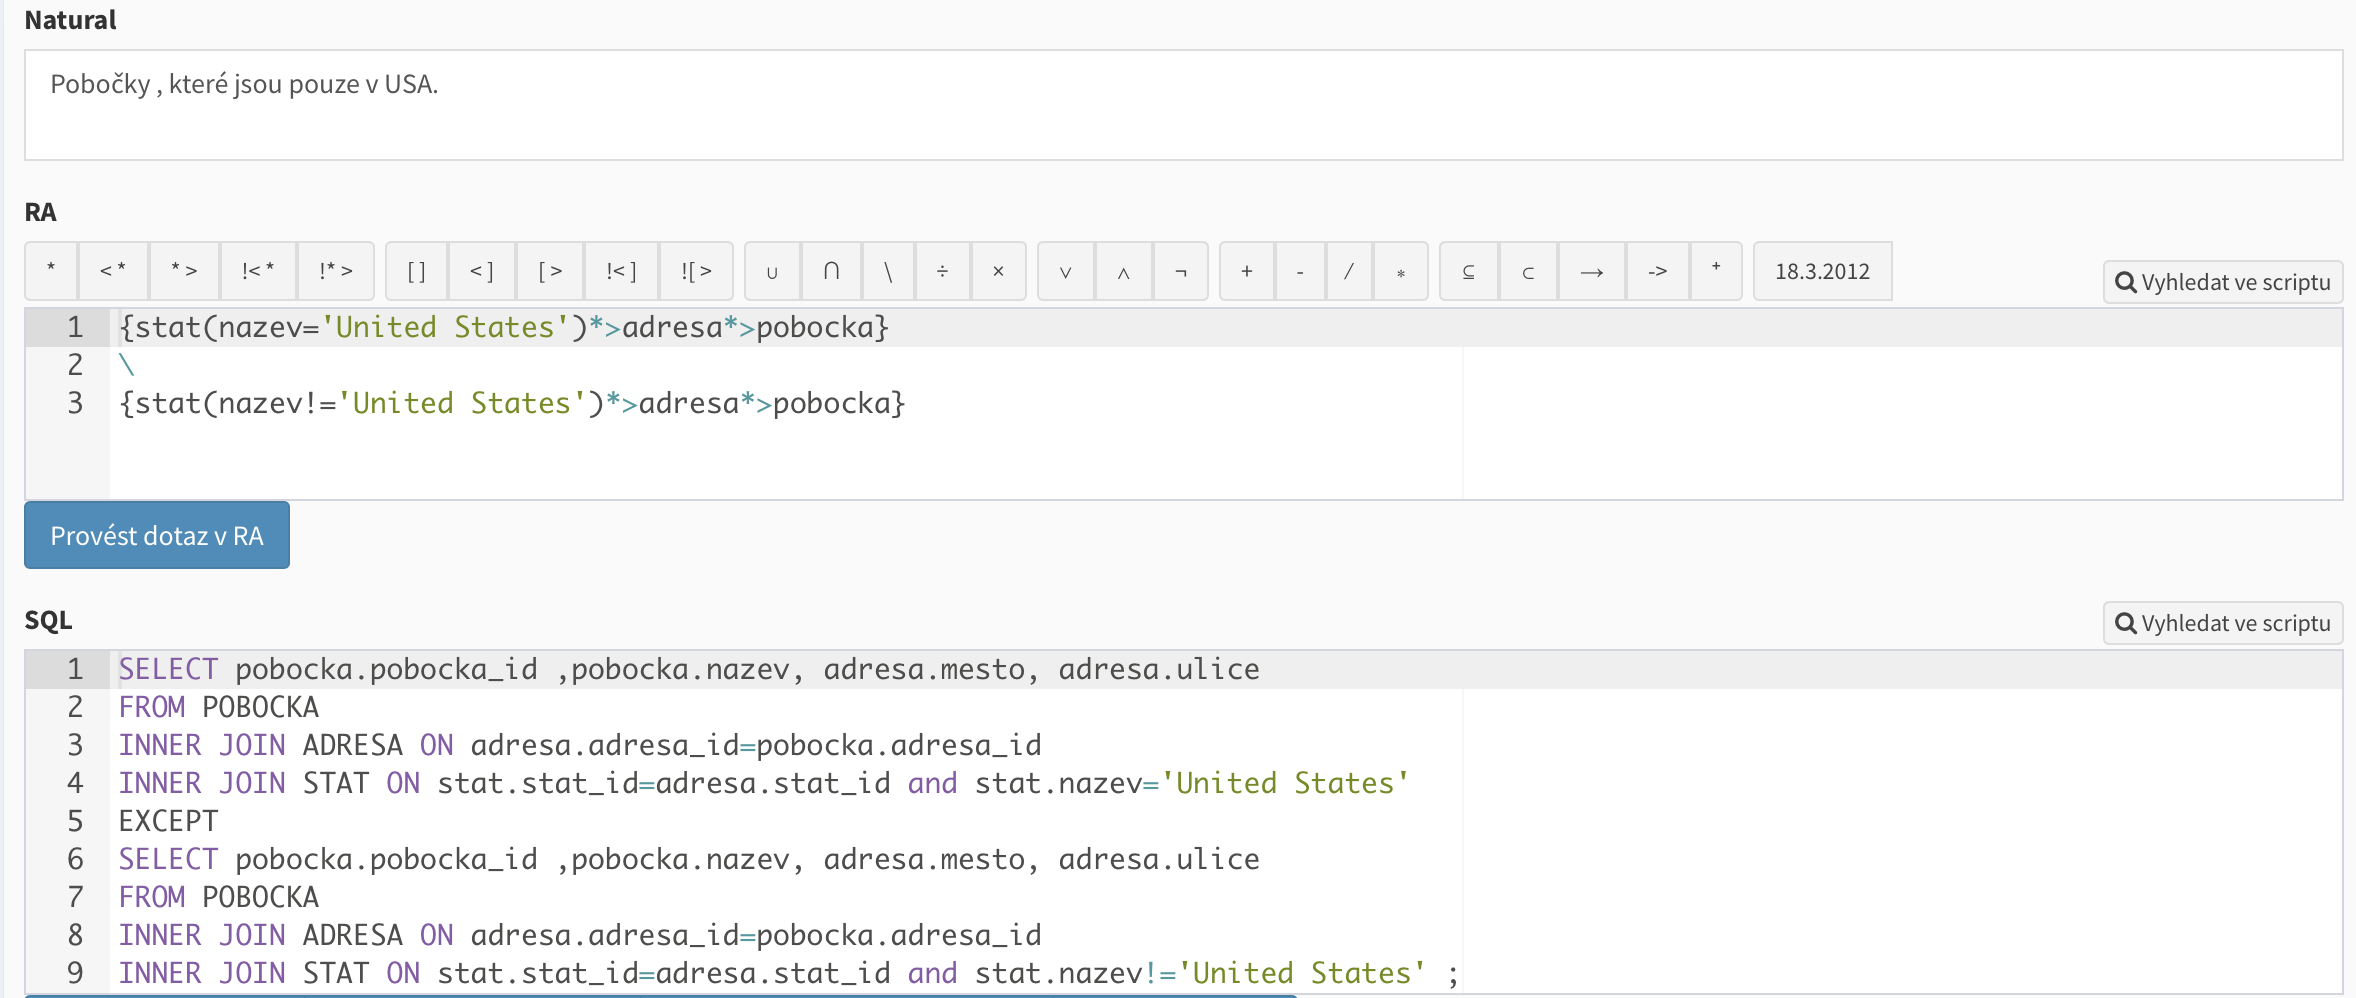 Natural
Pobočky , které jsou pouze v USA.
RA
* <* *> !<* !*> [] <] [> !<] ![> ∪ ∩ \ ÷ × ∨ ∧ ¬ + - / * ⊆ ⊂ → -> + 18.3.2012 Vyhledat ve scriptu
1 {stat(nazev='United States')*>adresa*>pobocka}
2 \
3 {stat(nazev!='United States')*>adresa*>pobocka}
Provést dotaz v RA
SQL Vyhledat ve scriptu
1 SELECT pobocka.pobocka_id ,pobocka.nazev, adresa.mesto, adresa.ulice
2 FROM POBOCKA
3 INNER JOIN ADRESA ON adresa.adresa_id=pobocka.adresa_id
4 INNER JOIN STAT ON stat.stat_id=adresa.stat_id and stat.nazev='United States'
5 EXCEPT
6 SELECT pobocka.pobocka_id ,pobocka.nazev, adresa.mesto, adresa.ulice
7 FROM POBOCKA
8 INNER JOIN ADRESA ON adresa.adresa_id=pobocka.adresa_id
9 INNER JOIN STAT ON stat.stat_id=adresa.stat_id and stat.nazev!='United States' ;